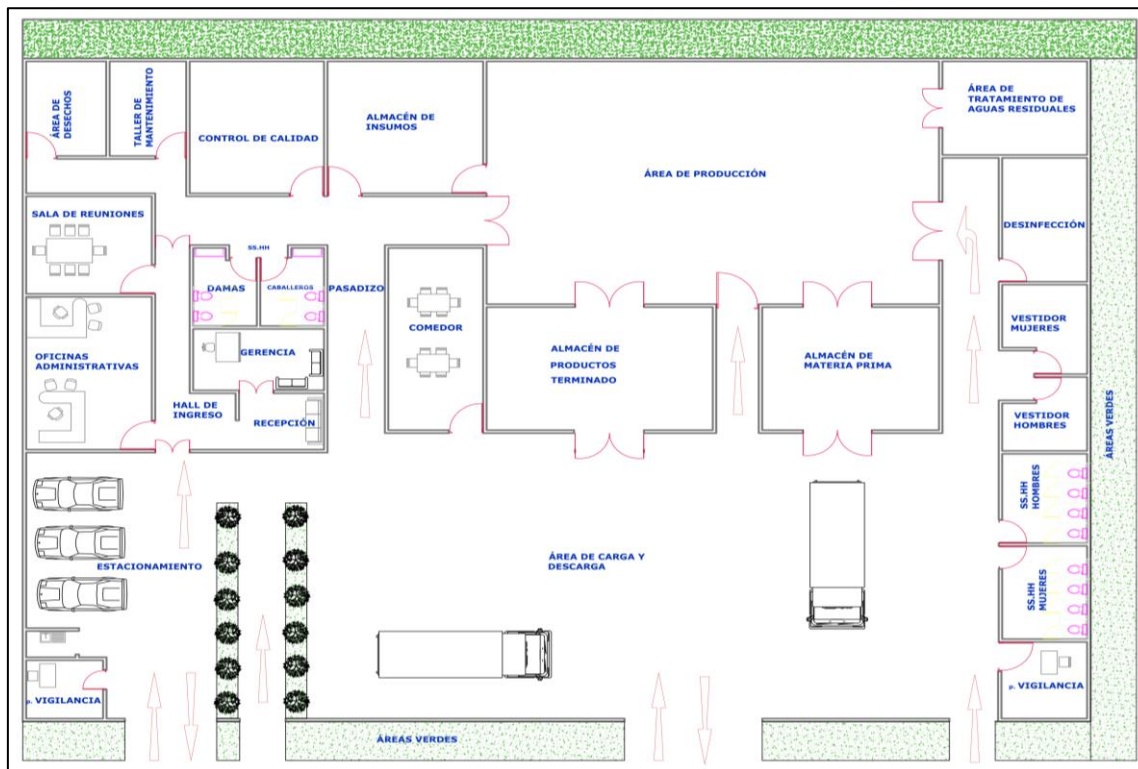 ÁREA DE
DESECHOS
TALLER DE
MANTENIMIENTO
CONTROL DE CALIDAD
ALMACÉN DE
INSUMOS
ÁREA DE PRODUCCIÓN
ÁREA DE
TRATAMIENTO DE
AGUAS RESIDUALES
SALA DE REUNIONES
SS.HH
DAMAS
CABALLEROS
PASADIZO
DESINFECCIÓN
OFICINAS
ADMINISTRATIVAS
GERENCIA
COMEDOR
ALMACÉN DE
PRODUCTOS
TERMINADO
ALMACÉN DE
MATERIA PRIMA
VESTIDOR
MUJERES
HALL DE
INGRESO
RECEPCIÓN
VESTIDOR
HOMBRES
ÁREAS VERDES
SS.HH
HOMBRES
ESTACIONAMIENTO
ÁREA DE CARGA Y
DESCARGA
SS.HH
MUJERES
P. VIGILANCIA
P. VIGILANCIA
ÁREAS VERDES